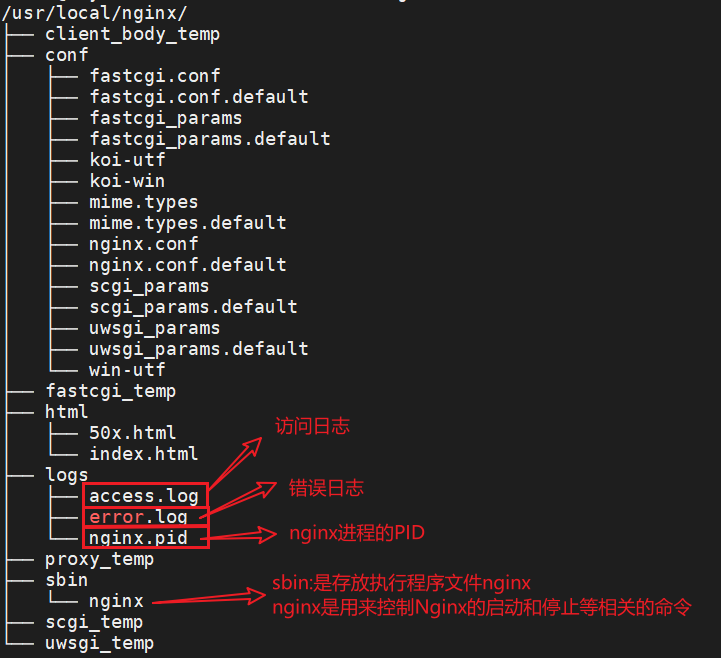 /usr/local/nginx/
├── client_body_temp
├── conf
│   ├── fastcgi.conf
│   ├── fastcgi.conf.default
│   ├── fastcgi_params
│   ├── fastcgi_params.default
│   ├── koi-utf
│   ├── koi-win
│   ├── mime.types
│   ├── mime.types.default
│   ├── nginx.conf
│   ├── nginx.conf.default
│   ├── scgi_params
│   ├── scgi_params.default
│   ├── uwsgi_params
│   ├── uwsgi_params.default
│   └── win-utf
├── fastcgi_temp
├── html
│   ├── 50x.html
│   └── index.html
├── logs
│   ├── access.log 访问日志
│   ├── error.log 错误日志
│   └── nginx.pid nginx进程的PID
├── proxy_temp
├── sbin
│   └── nginx sbin:是存放执行程序文件nginx
nginx是用来控制Nginx的启动和停止等相关的命令
├── scgi_temp
└── uwsgi_temp